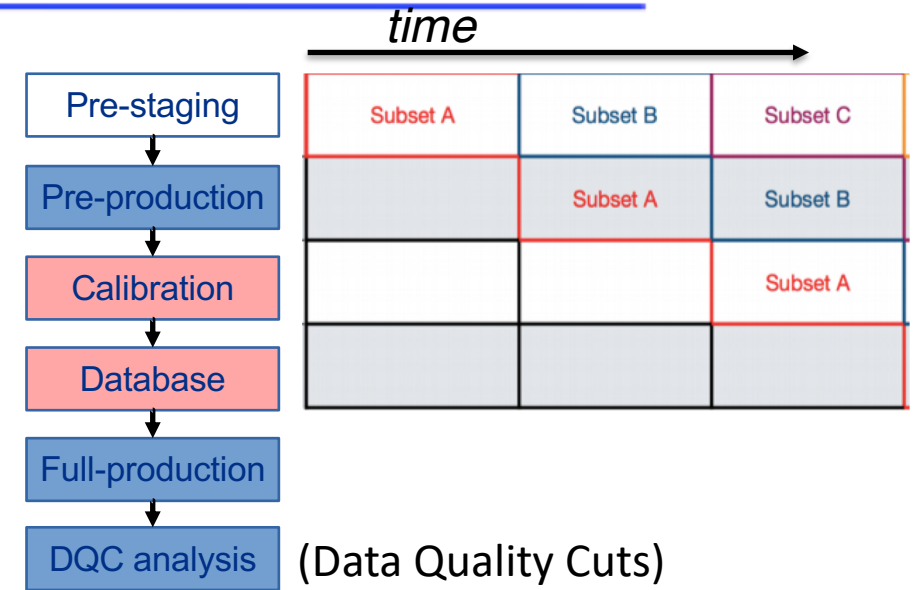 time
Pre-staging
Subset A
Subset B
Subset C
Pre-production
Subset A
Subset B
Calibration
Subset A
Database
Full-production
DQC analysis
(Data Quality Cuts)